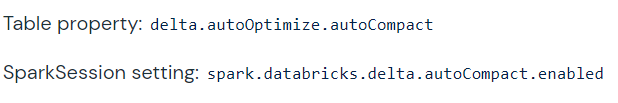 Table property: delta.autoOptimize.autoCompact
SparkSession setting: spark.databricks.delta.autoCompact.enabled